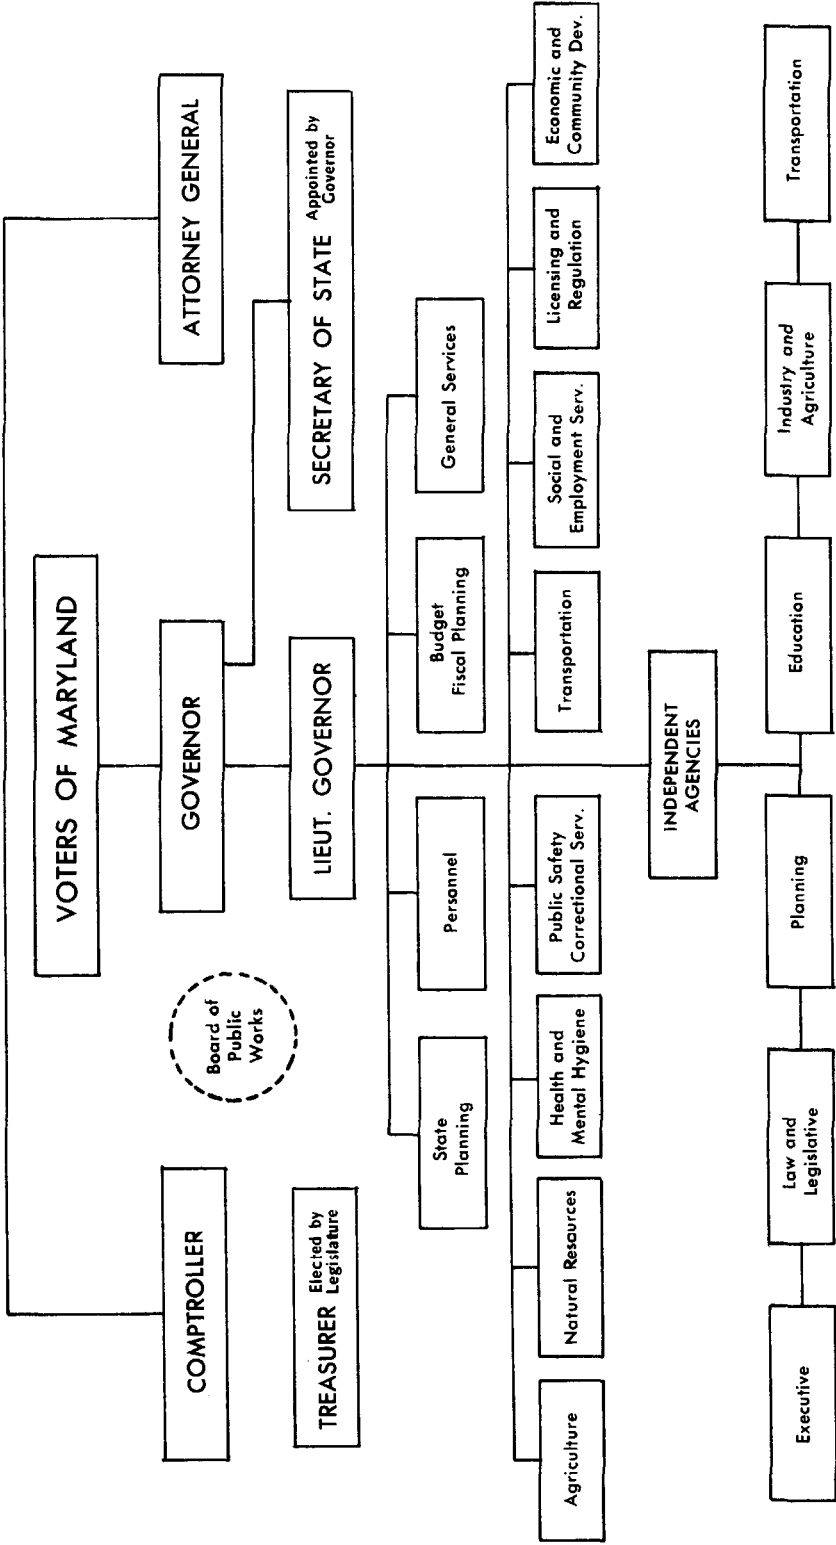 VOTERS OF MARYLAND
COMPTROLLER
GOVERNOR
ATTORNEY GENERAL
Board of
Public
Works
TREASURER Elected by
Legislature
LIEUT. GOVERNOR
SECRETARY OF STATE Appointed by
Governor
State
Planning
Personnel
Budget
Fiscal Planning
General Services
Agriculture
Natural Resources
Health and
Mental Hygiene
Public Safety
Correctional Serv.
Transportation
Social and
Employment Serv.
Licensing and
Regulation
Economic and
Community Dev.
INDEPENDENT
AGENCIES
Executive
Law and
Legislative
Planning
Education
Industry and
Agriculture
Transportation